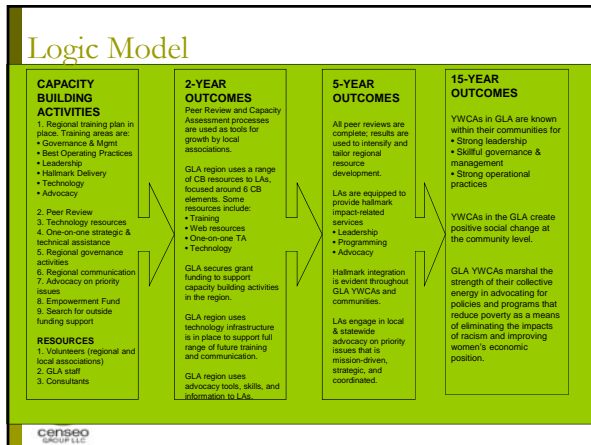 Logic Model
CAPACITY
BUILDING
ACTIVITIES
1. Regional training plan in
place. Training areas are:
• Governance & Mgmt
• Best Operating Practices
• Leadership
• Hallmark Delivery
• Technology
• Advocacy
2. Peer Review
3. Technology resources
4. One-on-one strategic &
technical assistance
5. Regional governance
activities
6. Regional communication
7. Advocacy on priority
issues
8. Empowerment Fund
9. Search for outside
funding support
RESOURCES
1. Volunteers (regional and
local associations)
2. GLA staff
3. Consultants
2-YEAR
OUTCOMES
Peer Review and Capacity
Assessment processes
are used as tools for
growth by local
associations.
GLA region uses a range
of CB resources to LAs,
focused around 6 CB
elements. Some
resources include:
• Training
• Web resources
• One-on-one TA
• Technology
GLA secures grant
funding to support
capacity building activities
in the region.
GLA region uses
technology infrastructure
is in place to support full
range of future training
and communication.
GLA region uses
advocacy tools, skills, and
information to LAs.
5-YEAR
OUTCOMES
All peer reviews are
complete; results
used to intensify and
tailor regional
resource
development.
LAs are equipped to
provide hallmark
impact-related
services
• Leadership
• Programming
• Advocacy
Hallmark integration
is evident throughout
GLA YWCAs and
communities.
LAs engage in local
& statewide
advocacy on priority
issues that is
mission-driven,
strategic, and
coordinated.
15-YEAR
OUTCOMES
YWCAs in GLA are known
within their communities for
• Strong leadership
• Skillful governance &
management
• Strong operational
practices
YWCAs in the GLA create
positive social change at
the community level.
GLA YWCAs marshal the
strength of their collective
energy in advocating for
policies and programs that
reduce poverty as a means
of eliminating the impacts
of racism and improving
women's economic
position.
censeo
GROUP LLC